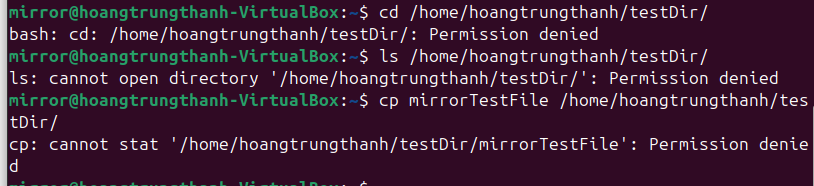 mirror@hoangtrungthanh-VirtualBox:~$ cd /home/hoangtrungthanh/testDir/
bash: cd: /home/hoangtrungthanh/testDir/: Permission denied
mirror@hoangtrungthanh-VirtualBox:~$ ls /home/hoangtrungthanh/testDir/
ls: cannot open directory '/home/hoangtrungthanh/testDir/': Permission denied
mirror@hoangtrungthanh-VirtualBox:~$ cp mirrorTestFile /home/hoangtrungthanh/tes
tDir/
cp: cannot stat '/home/hoangtrungthanh/testDir/mirrorTestFile': Permission denie
d